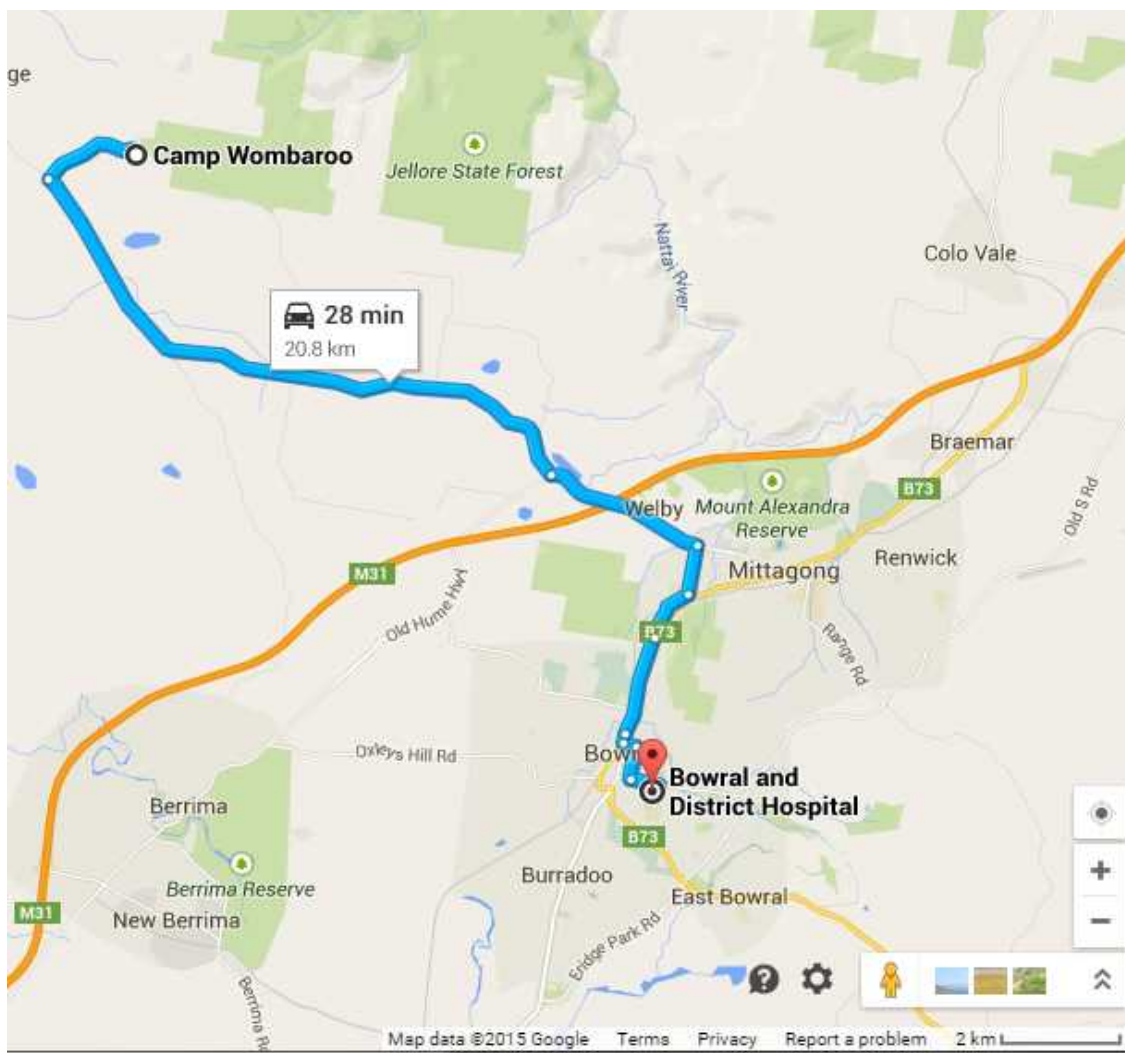 ge
Camp Wombaroo
Jellore State Forest
Nattai River
Colo Vale
28 min
20.8 km
Braemar
B73
Welby
Mount Alexandra
Reserve
Old S Rd
Renwick
Mittagong
M31
Old Hume Hwy
B73
Range Rd
Oxleys Hill Rd
Bowral and
District Hospital
Berrima
B73
Burradoo
Berrima Reserve
East Bowral
M31
New Berrima
Eridge Park Rd
Berrima Rd
Map data ©2015 Google
Terms
Privacy
Report a problem
2 km